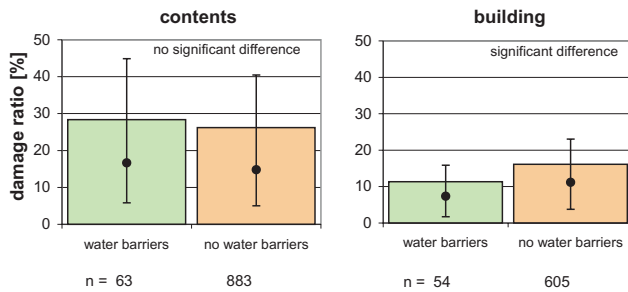 contents
building
damage ratio [%]
50
40
30
20
10
0
no significant difference
water barriers
no water barriers
n = 63
883
50
40
30
20
10
0
significant difference
water barriers
no water barriers
n = 54
605